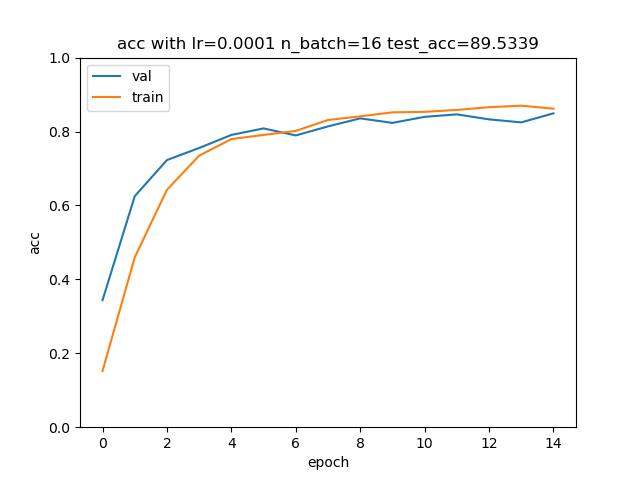 acc with lr=0.0001 n_batch=16 test_acc=89.5339
val
train
1.0
0.8
0.6
0.4
0.2
0.0
acc
0 2 4 6 8 10 12 14
epoch